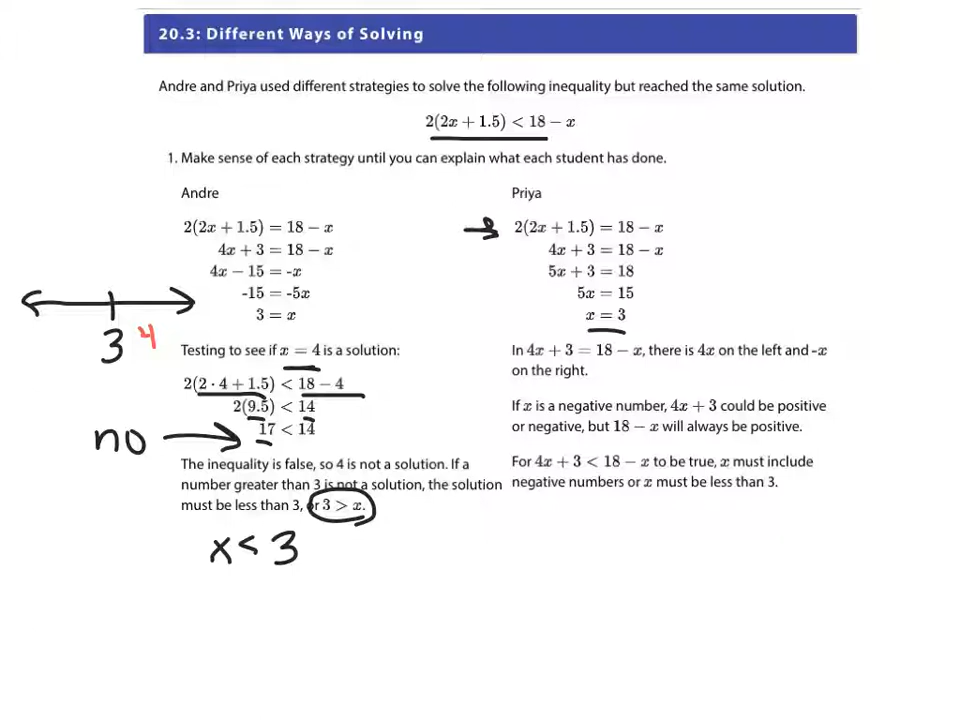 20.3: Different Ways of Solving
Andre and Priya used different strategies to solve the following inequality but reached the same solution.
2(2x + 1.5) < 18 − x
1. Make sense of each strategy until you can explain what each student has done.
Andre
2(2x + 1.5) = 18 − x
4x + 3 = 18 − x
4x − 15 = -x
-15 = -5x
3 = x
3 4
Testing to see if x = 4 is a solution:
2(2 · 4 + 1.5) < 18 − 4
2(9.5) < 14
17 < 14
no
The inequality is false, so 4 is not a solution. If a
number greater than 3 is not a solution, the solution
must be less than 3, or 3 > x.
x < 3
Priya
2(2x + 1.5) = 18 − x
4x + 3 = 18 − x
5x + 3 = 18
5x = 15
x = 3
In 4x + 3 = 18 − x, there is 4x on the left and -x
on the right.
If x is a negative number, 4x + 3 could be positive
or negative, but 18 − x will always be positive.
For 4x + 3 < 18 − x to be true, x must include
negative numbers or x must be less than 3.